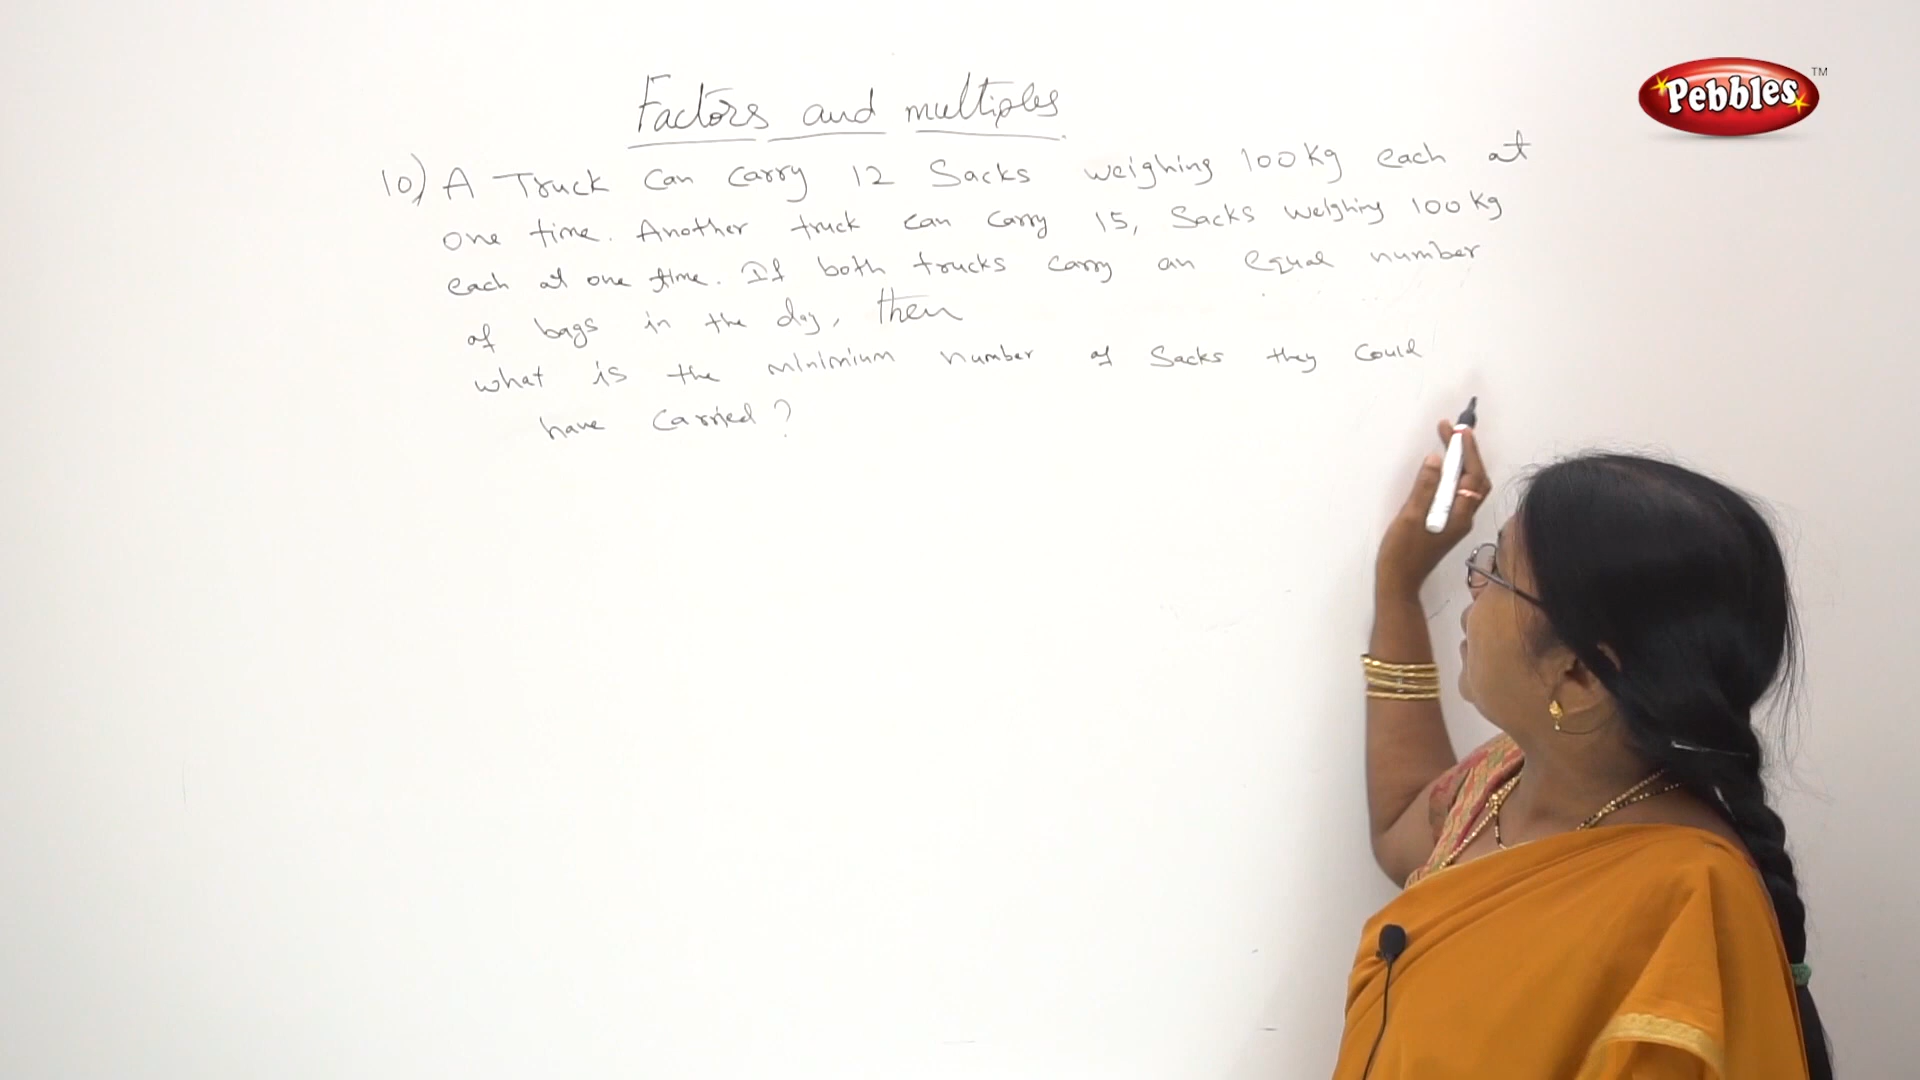 Pebbles™
Factors and multiples
10) A Truck can carry 12 Sacks weighing 100kg each at
one time. Another truck can carry 15, Sacks weighing 100kg
each at one time. If both trucks carry an equal number
of bags in the day, then
what is the minimium number of Sacks they could
have carried?